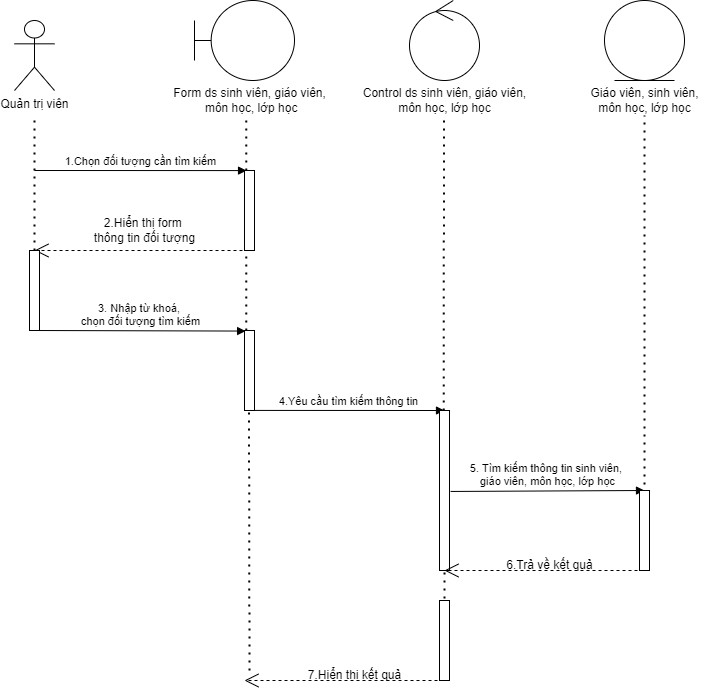 Quản trị viên
Form ds sinh viên, giáo viên,
môn học, lớp học
Control ds sinh viên, giáo viên,
môn học, lớp học
Giáo viên, sinh viên,
môn học, lớp học
1.Chọn đối tượng cần tìm kiếm
2.Hiển thị form
thông tin đối tượng
3. Nhập từ khoá,
chọn đối tượng tìm kiếm
4.Yêu cầu tìm kiếm thông tin
5. Tìm kiếm thông tin sinh viên,
giáo viên, môn học, lớp học
6.Trả về kết quả
7.Hiển thị kết quả